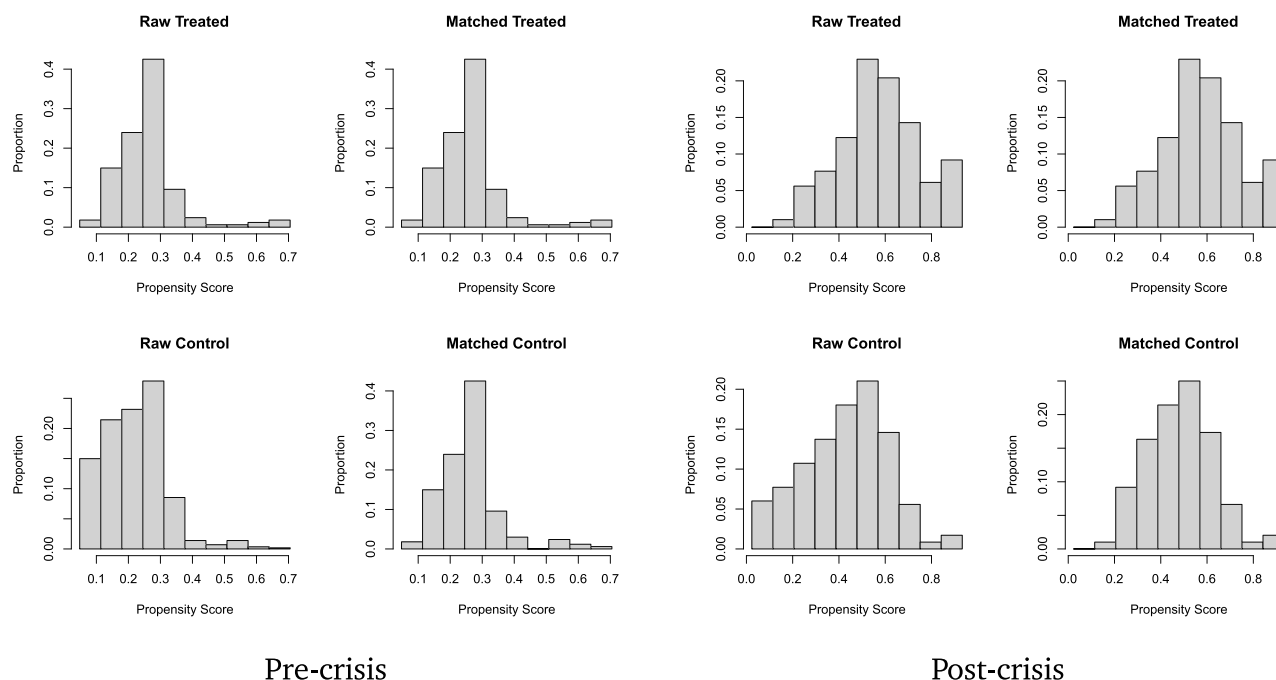 Raw Treated
Proportion
0.0 0.1 0.2 0.3 0.4
0.1 0.2 0.3 0.4 0.5 0.6 0.7
Propensity Score
Matched Treated
Proportion
0.0 0.1 0.2 0.3 0.4
0.1 0.2 0.3 0.4 0.5 0.6 0.7
Propensity Score
Raw Control
Proportion
0.00 0.10 0.20
0.1 0.2 0.3 0.4 0.5 0.6 0.7
Propensity Score
Matched Control
Proportion
0.0 0.1 0.2 0.3 0.4
0.1 0.2 0.3 0.4 0.5 0.6 0.7
Propensity Score
Pre-crisis
Raw Treated
Proportion
0.00 0.05 0.10 0.15 0.20
0.0 0.2 0.4 0.6 0.8
Propensity Score
Matched Treated
Proportion
0.00 0.05 0.10 0.15 0.20
0.0 0.2 0.4 0.6 0.8
Propensity Score
Raw Control
Proportion
0.00 0.05 0.10 0.15 0.20
0.0 0.2 0.4 0.6 0.8
Propensity Score
Matched Control
Proportion
0.00 0.10 0.20
0.0 0.2 0.4 0.6 0.8
Propensity Score
Post-crisis